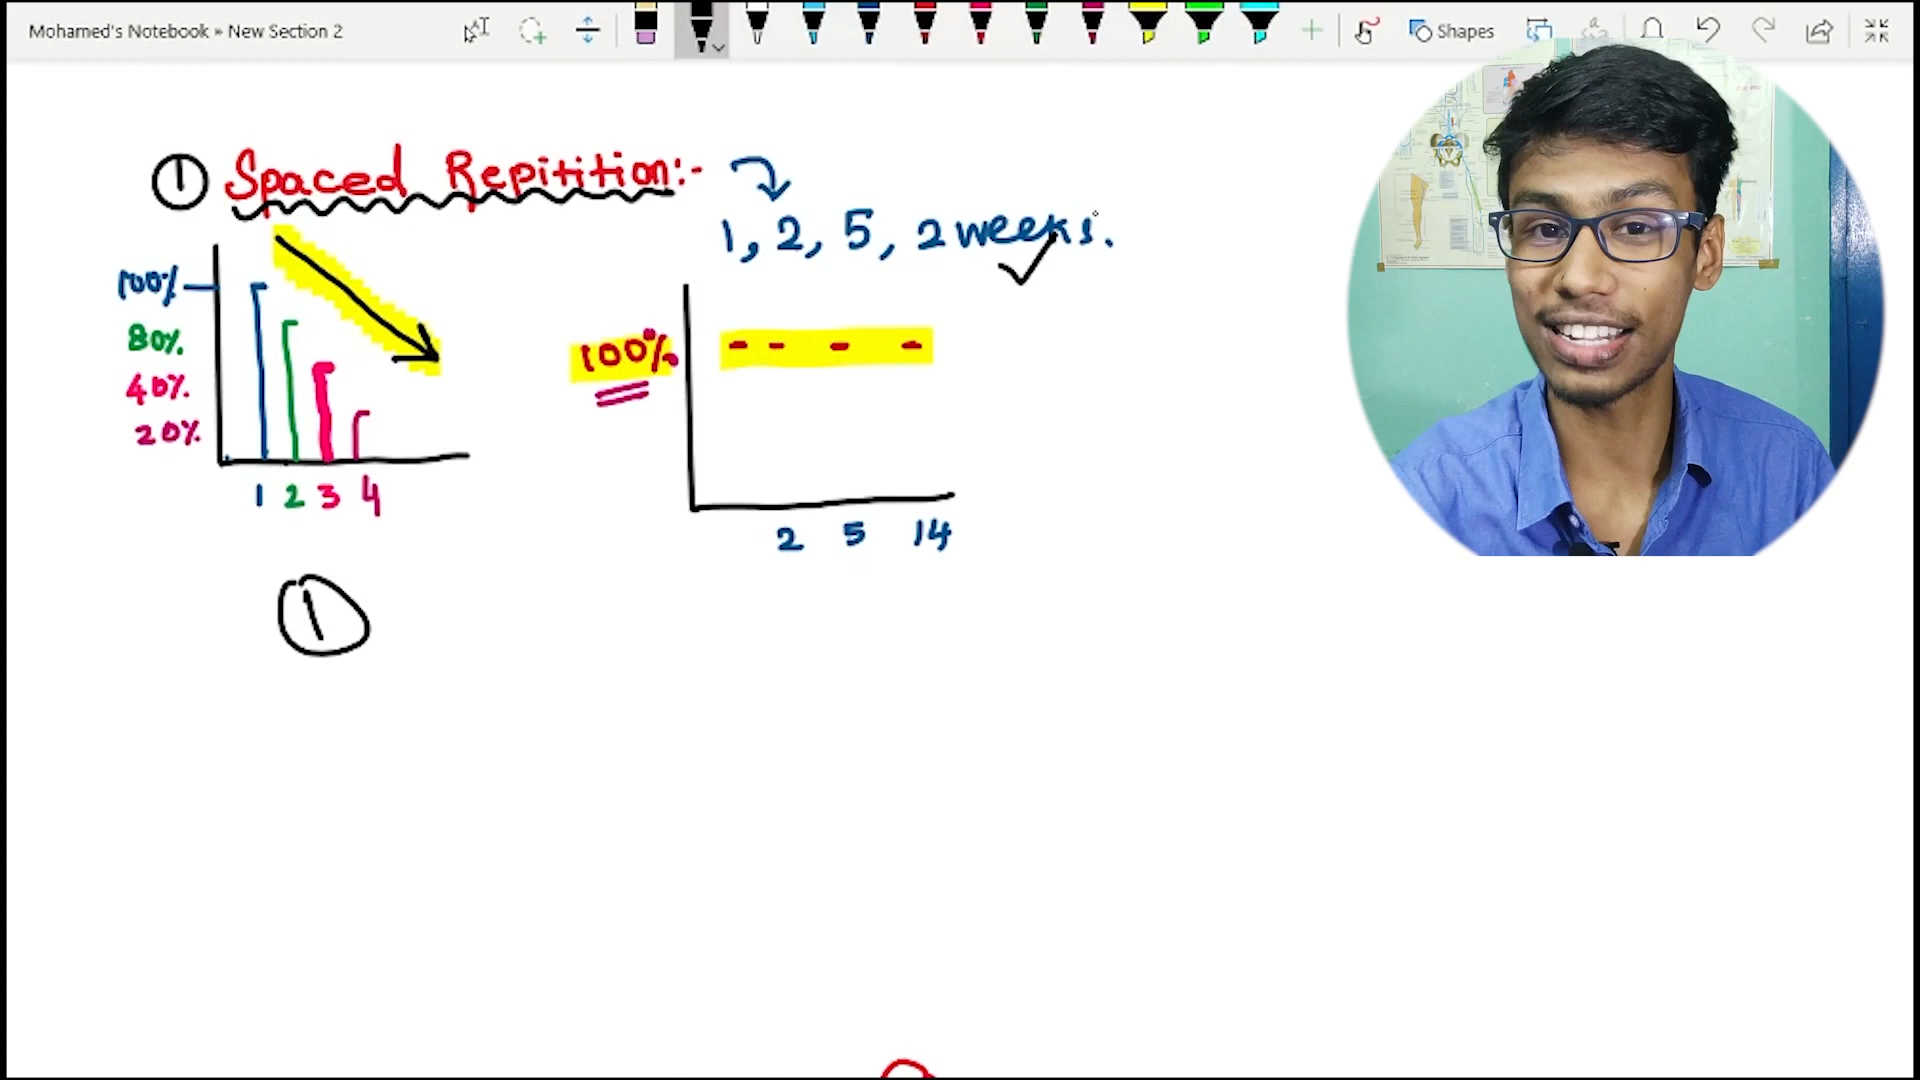 Mohamed's Notebook » New Section 2
Shapes
① Spaced Repitition:-
1, 2, 5, 2 weeks.
100%
80%
40%
20%
1 2 3 4
100%
2 5 14
①